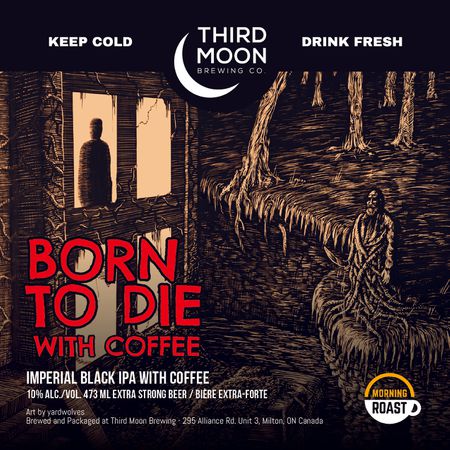 KEEP COLD
THIRD
MOON
BREWING CO.
DRINK FRESH
BORN
TO DIE
WITH COFFEE
IMPERIAL BLACK IPA WITH COFFEE
10% ALC./VOL. 473 ML EXTRA STRONG BEER / BIÈRE EXTRA-FORTE
Art by yardwolves
Brewed and Packaged at Third Moon Brewing - 295 Alliance Rd. Unit 3, Milton, ON Canada
MORNING
ROAST